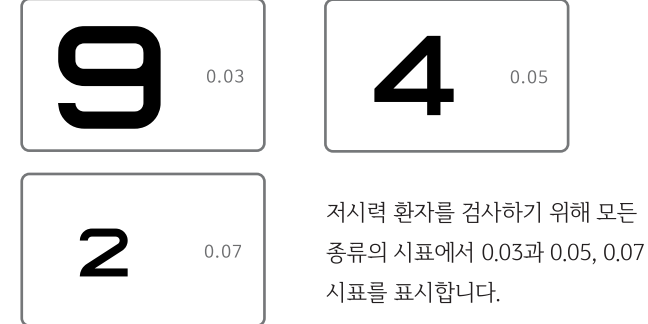 9 0.03
4 0.05
2 0.07
저시력 환자를 검사하기 위해 모든
종류의 시표에서 0.03과 0.05, 0.07
시표를 표시합니다.